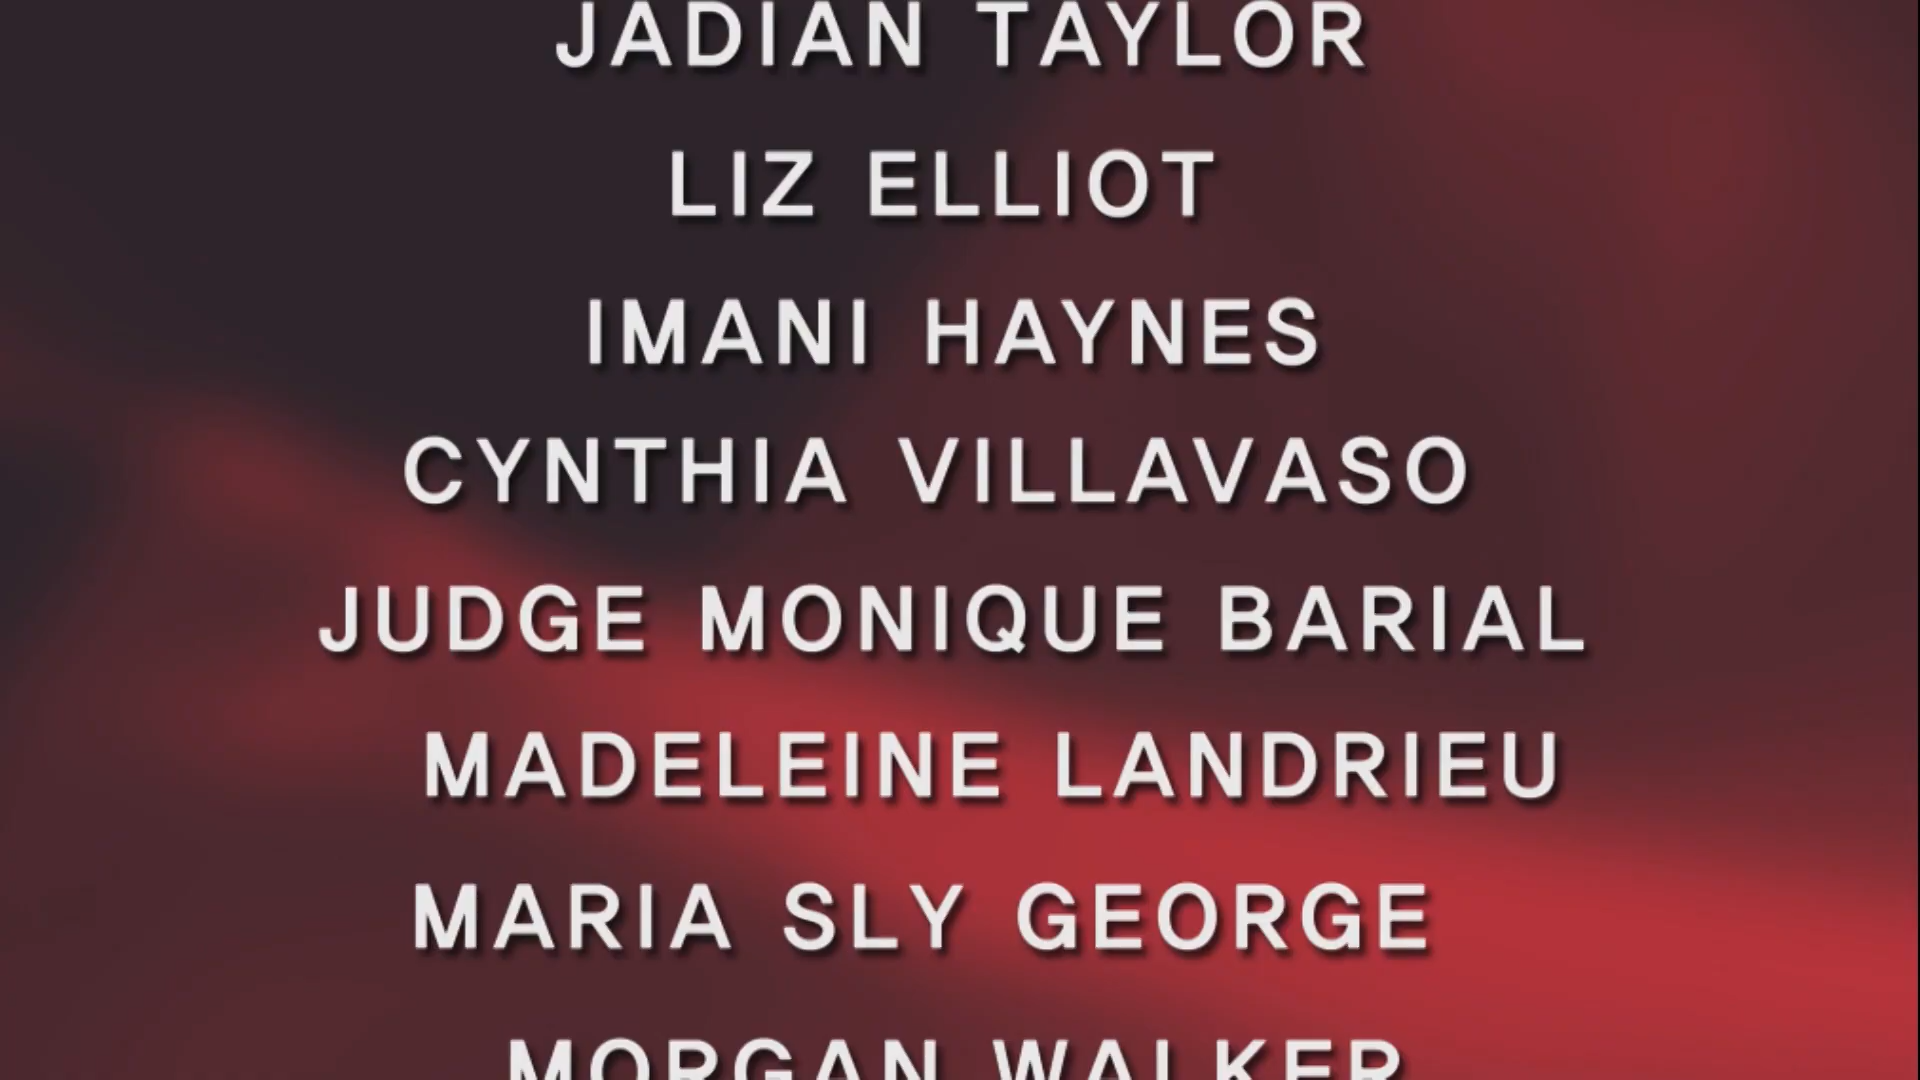 JADIAN TAYLOR
LIZ ELLIOT
IMANI HAYNES
CYNTHIA VILLAVASO
JUDGE MONIQUE BARIAL
MADELEINE LANDRIEU
MARIA SLY GEORGE
MORGAN WALKER